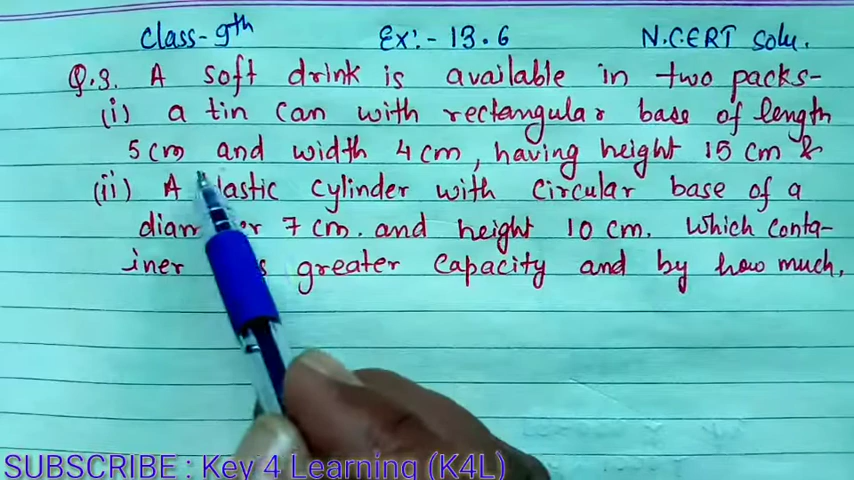 Class-9th Ex:- 13.6 N.C.ERT Solu.
Q.3. A soft drink is available in two packs-
(i) a tin can with rectangular base of length
5 cm and width 4 cm, having height 15 cm &
(ii) A lastic cylinder with circular base of a
diam er 7 cm. and height 10 cm. Which conta-
iner s greater capacity and by how much.
SUBSCRIBE : Key 4 Learning (K4L)